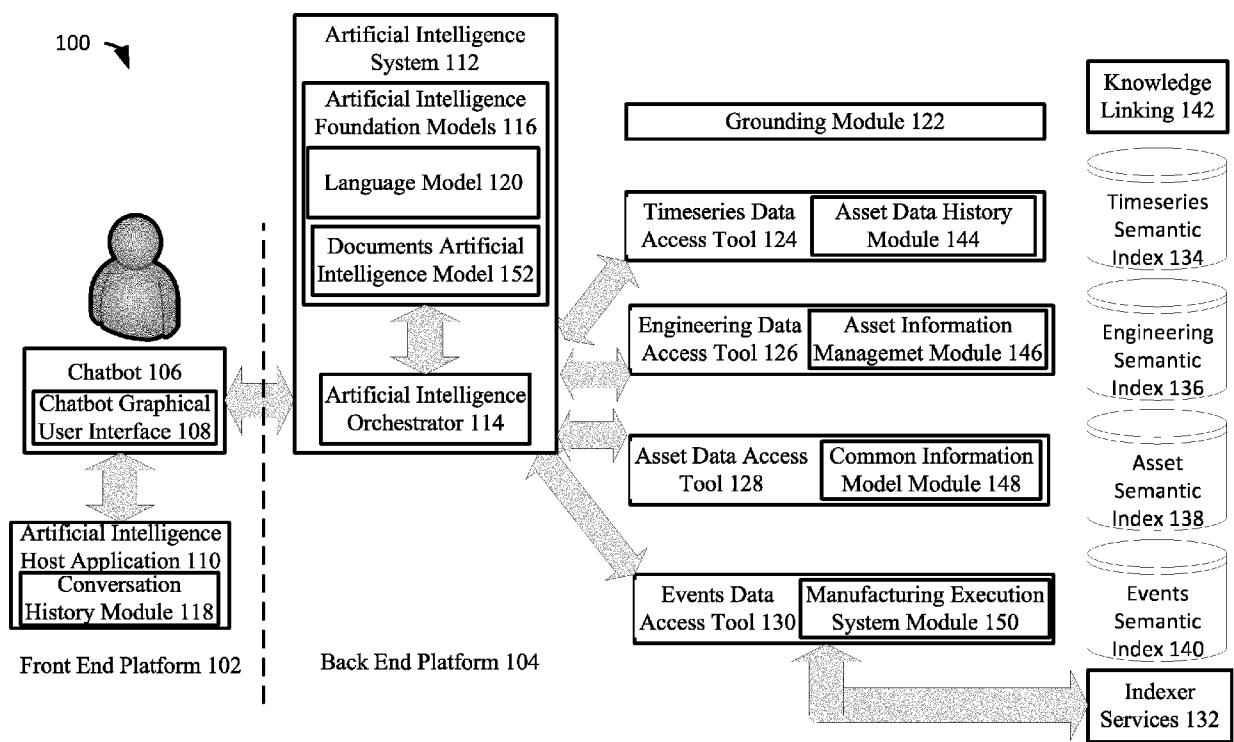 100
Artificial Intelligence
System 112
Artificial Intelligence
Foundation Models 116
Language Model 120
Documents Artificial
Intelligence Model 152
Artificial Intelligence
Orchestrator 114
Chatbot 106
Chatbot Graphical
User Interface 108
Artificial Intelligence
Host Application 110
Conversation
History Module 118
Front End Platform 102
Back End Platform 104
Grounding Module 122
Timeseries Data
Access Tool 124
Asset Data History
Module 144
Engineering Data
Access Tool 126
Asset Information
Managemet Module 146
Asset Data Access
Tool 128
Common Information
Model Module 148
Events Data
Access Tool 130
Manufacturing Execution
System Module 150
Knowledge
Linking 142
Timeseries
Semantic
Index 134
Engineering
Semantic
Index 136
Asset
Semantic
Index 138
Events
Semantic
Index 140
Indexer
Services 132